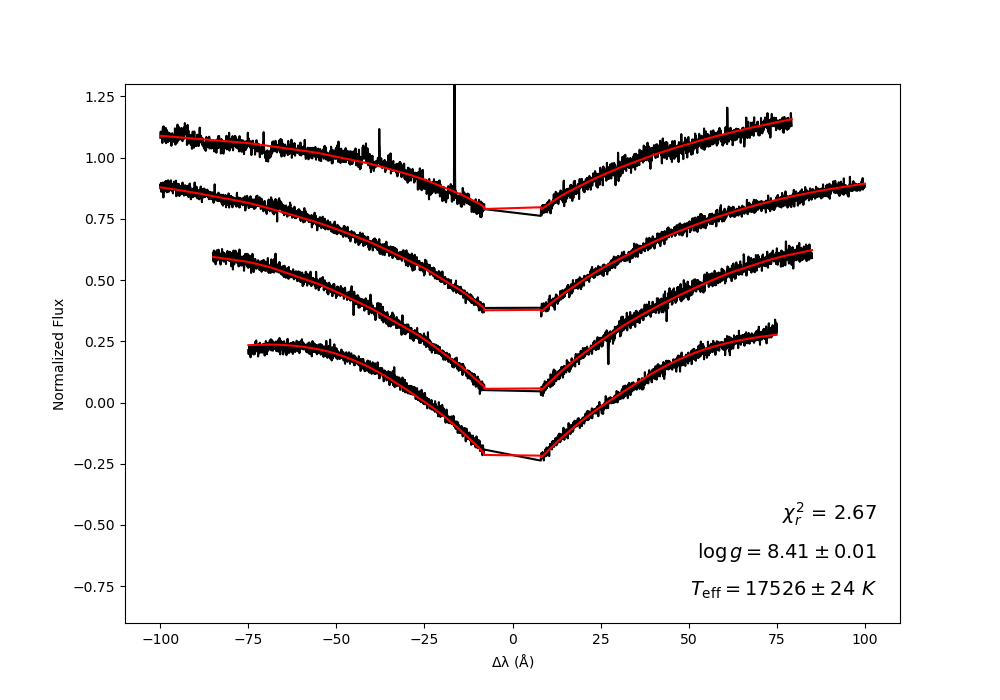 1.25
1.00
0.75
0.50
0.25
0.00
−0.25
−0.50
−0.75
Normalized Flux
χ²ᵣ = 2.67
log g = 8.41 ± 0.01
T_eff = 17526 ± 24 K
−100 −75 −50 −25 0 25 50 75 100
Δλ (Å)